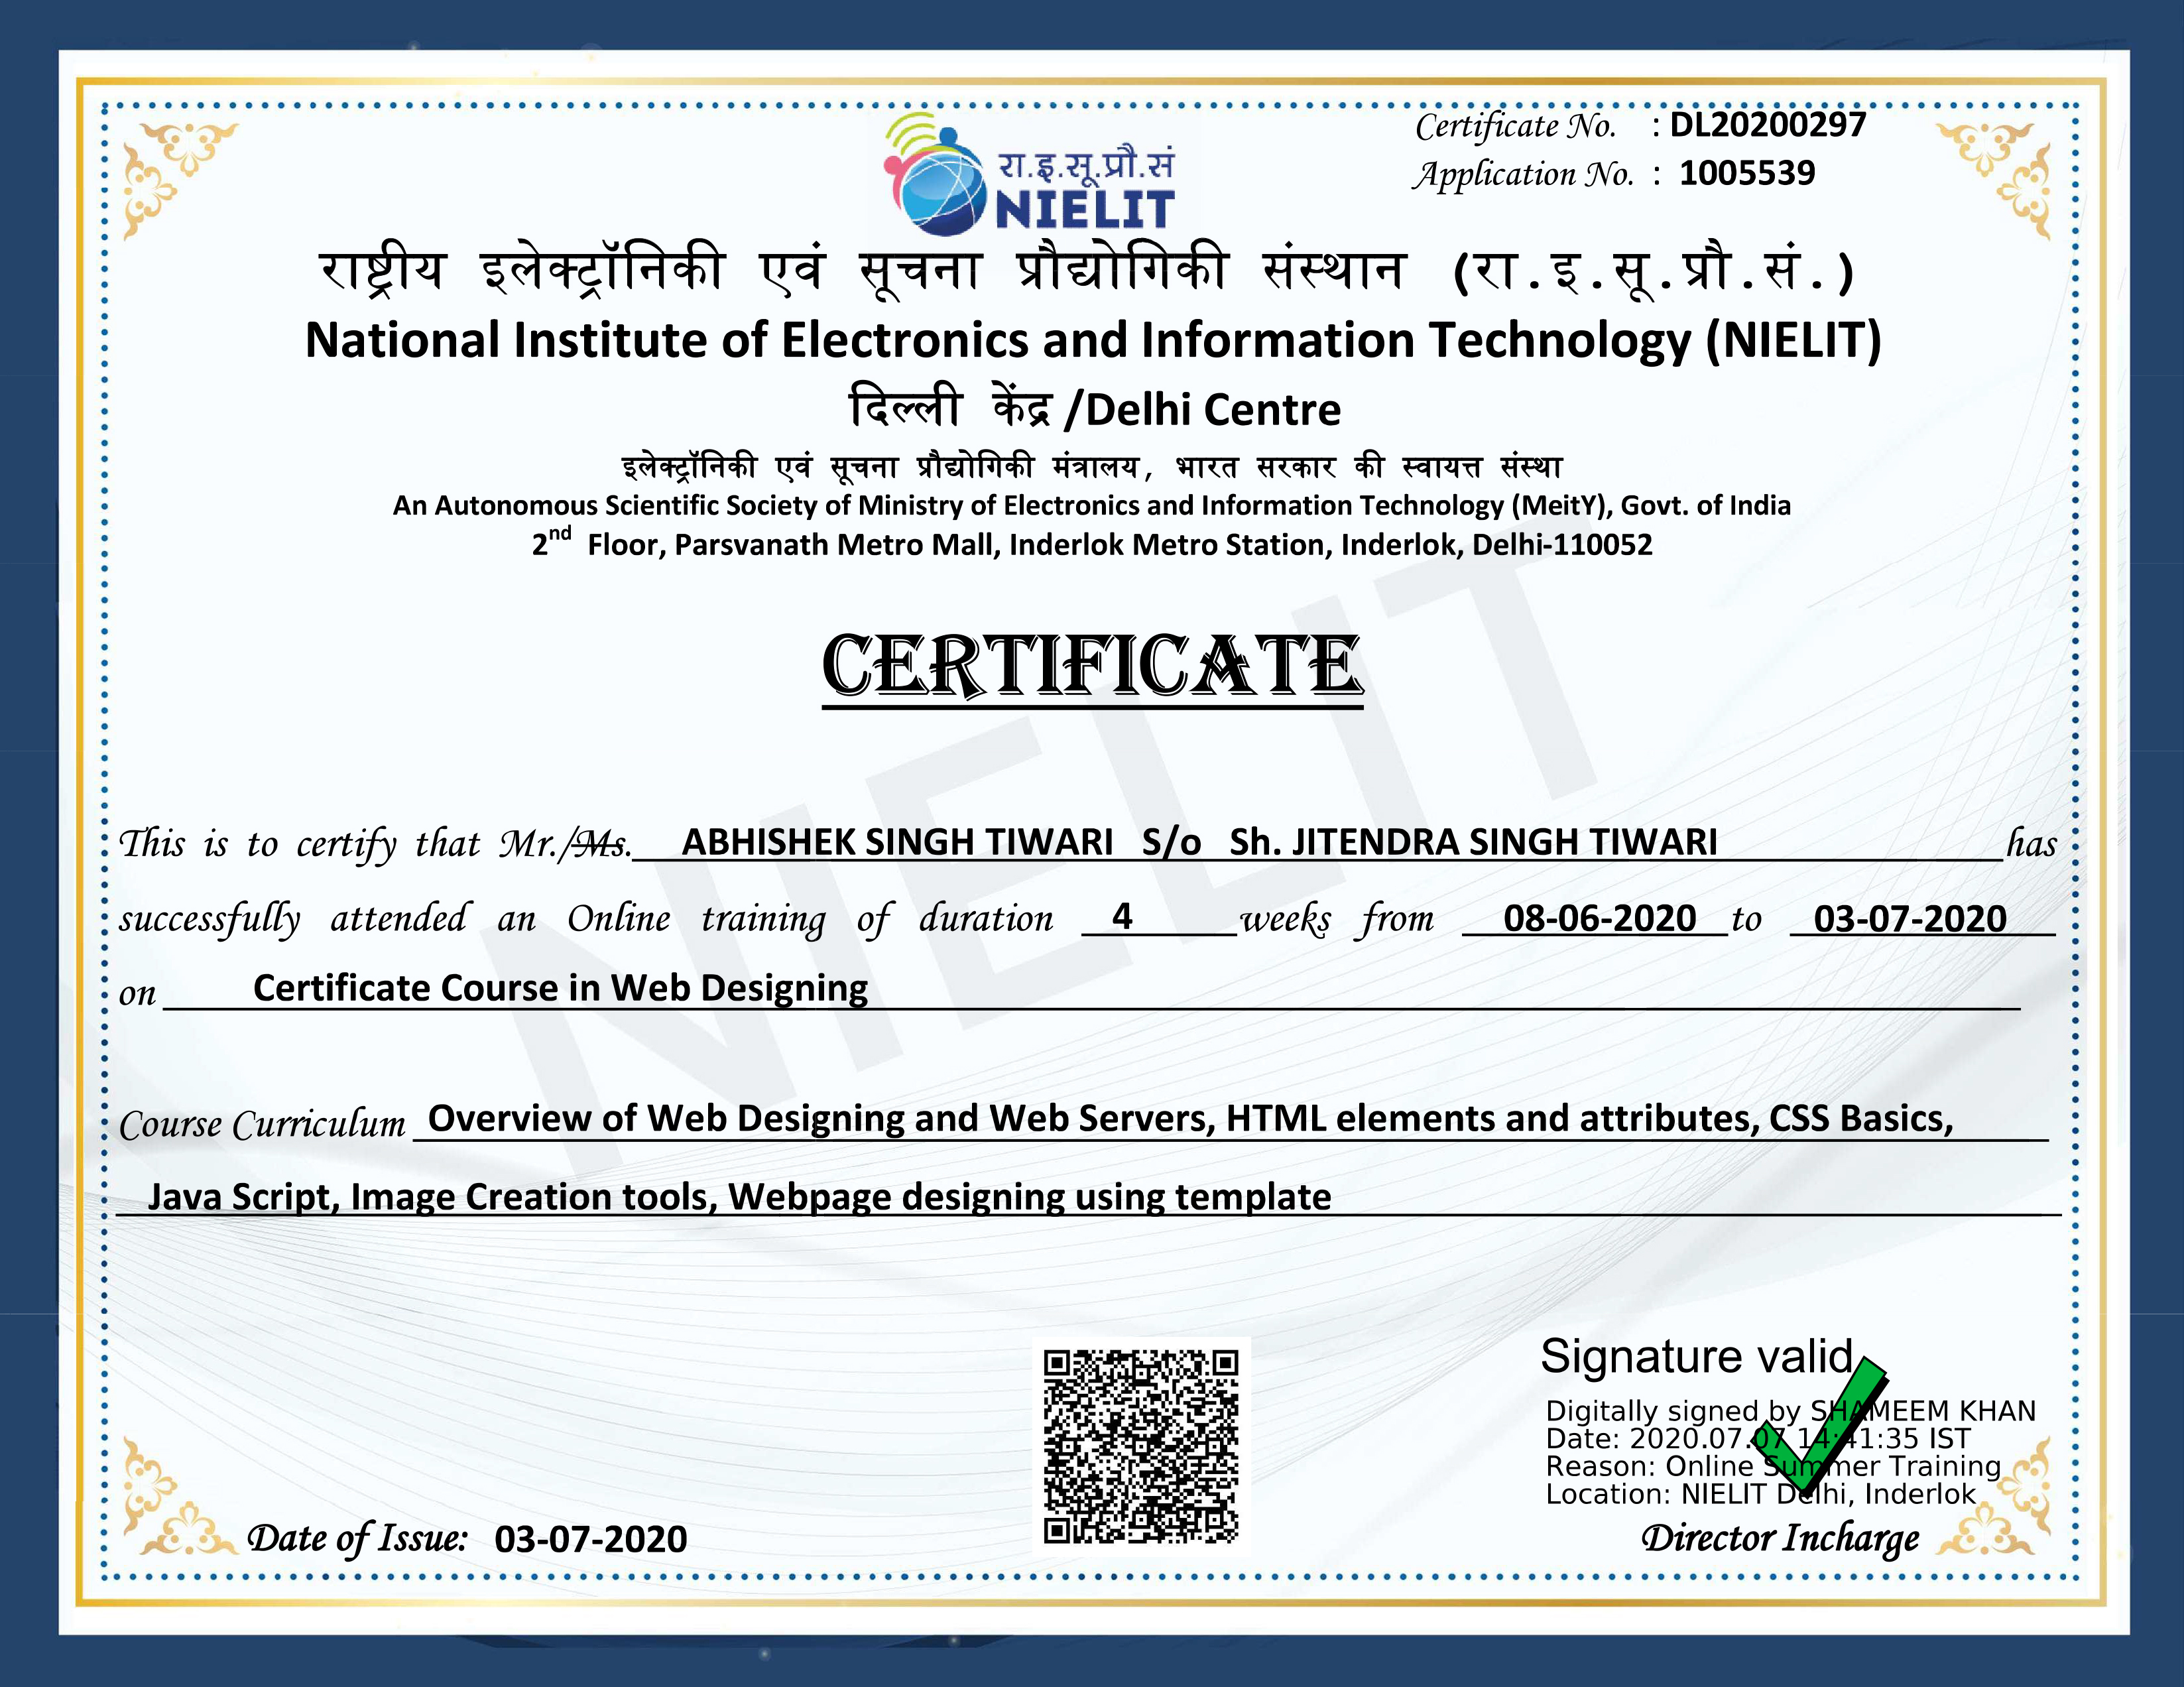 Certificate No. : DL20200297
Application No. : 1005539
रा.इ.सू.प्रौ.सं
NIELIT
राष्ट्रीय इलेक्ट्रॉनिकी एवं सूचना प्रौद्योगिकी संस्थान (रा.इ.सू.प्रौ.सं.)
National Institute of Electronics and Information Technology (NIELIT)
दिल्ली केंद्र /Delhi Centre
इलेक्ट्रॉनिकी एवं सूचना प्रौद्योगिकी मंत्रालय, भारत सरकार की स्वायत्त संस्था
An Autonomous Scientific Society of Ministry of Electronics and Information Technology (MeitY), Govt. of India
2nd Floor, Parsvanath Metro Mall, Inderlok Metro Station, Inderlok, Delhi-110052
CERTIFICATE
NIELIT
This is to certify that Mr./Ms. ABHISHEK SINGH TIWARI S/o Sh. JITENDRA SINGH TIWARI has
successfully attended an Online training of duration 4 weeks from 08-06-2020 to 03-07-2020
on Certificate Course in Web Designing
Course Curriculum Overview of Web Designing and Web Servers, HTML elements and attributes, CSS Basics,
Java Script, Image Creation tools, Webpage designing using template
Signature valid
Digitally signed by SHAMEEM KHAN
Date: 2020.07.07 14:41:35 IST
Reason: Online Summer Training
Location: NIELIT Delhi, Inderlok
Date of Issue: 03-07-2020
Director Incharge